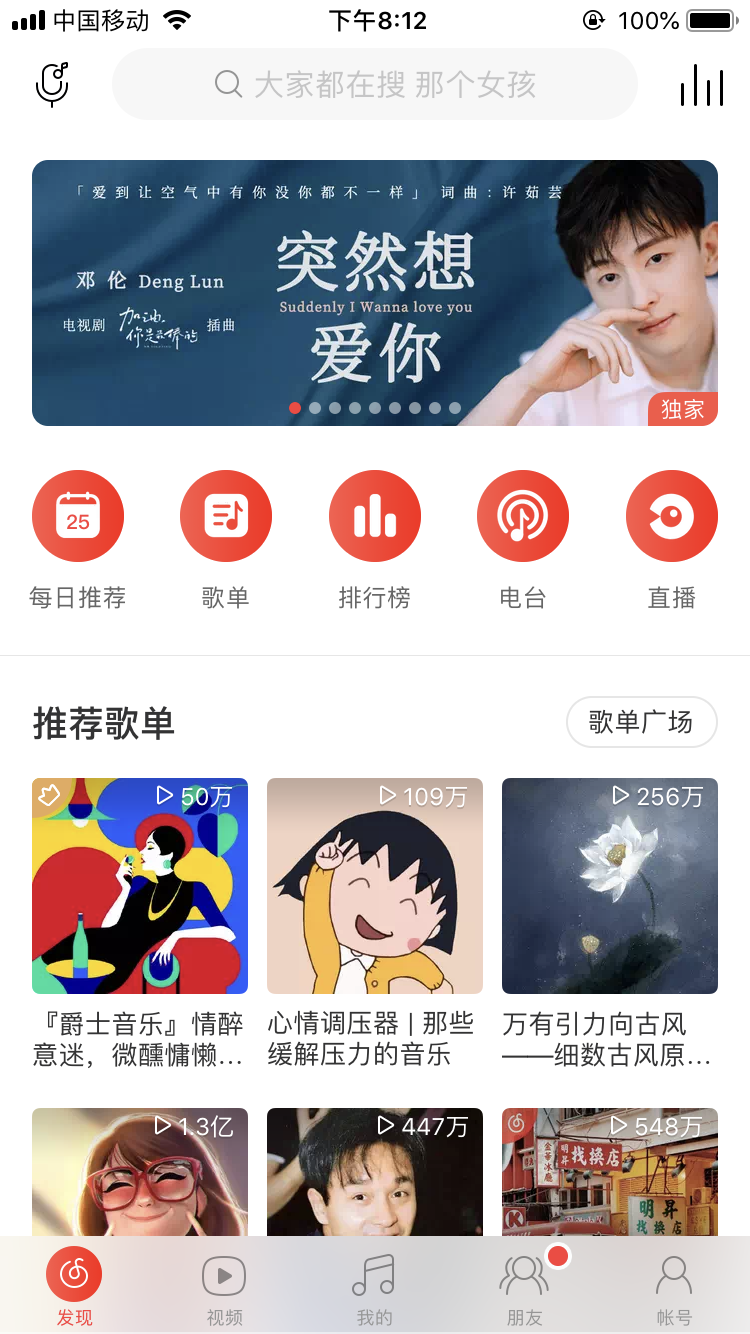 中国移动
下午8:12
100%
大家都在搜 那个女孩
「爱到让空气中有你没你都不一样」 词曲:许茹芸
突然想
邓伦 Deng Lun
Suddenly I Wanna love you
电视剧 加油 你是最棒的 插曲
爱你
独家
25
每日推荐
歌单
排行榜
电台
直播
推荐歌单
歌单广场
50万
109万
256万
『爵士音乐』情醉
意迷，微醺慵懒...
心情调压器 | 那些
缓解压力的音乐
万有引力向古风
——细数古风原...
1.3亿
447万
548万
明昇找换店
明昇
找换店
K
发现
视频
我的
朋友
帐号